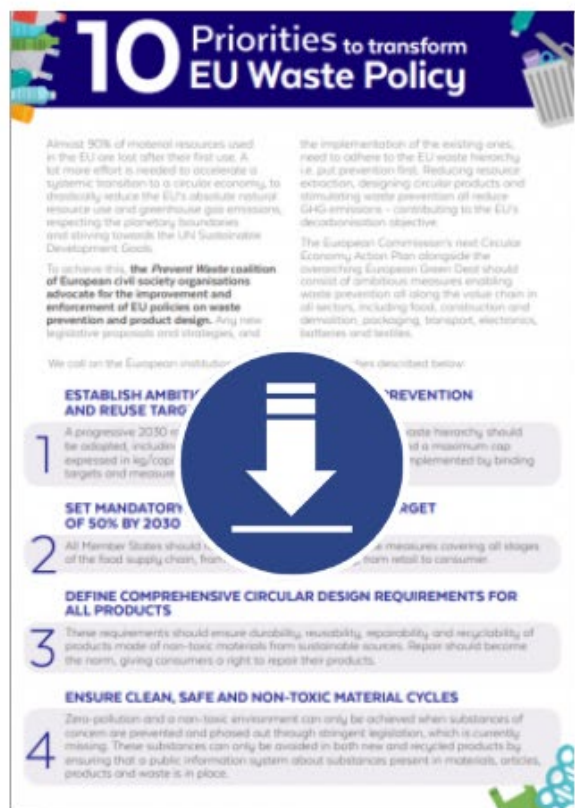 10 Priorities to transform
EU Waste Policy
Almost 90% of material resources used
in the EU are lost after their first use. A
lot more effort is needed to accelerate a
systemic transition to a circular economy, to
drastically reduce the EU's absolute natural
resource use and greenhouse gas emissions,
respecting the planetary boundaries
and striving towards the UN Sustainable
Development Goals.
To achieve this, the Prevent Waste coalition
of European civil society organisations
advocate for the improvement and
enforcement of EU policies on waste
prevention and product design. Any new
legislative proposals and strategies, and
the implementation of the existing ones,
need to adhere to the EU waste hierarchy
i.e. put prevention first. Reducing resource
extraction, designing circular products and
stimulating waste prevention all reduce
GHG emissions - contributing to the EU's
decarbonisation objective.
The European Commission's next Circular
Economy Action Plan alongside the
overarching European Green Deal should
consist of ambitious measures enabling
waste prevention all along the value chain in
all sectors, including food, construction and
demolition, packaging, transport, electronics,
batteries and textiles.
We call on the European described below:
ESTABLISH PREVENTION
AND REUSE
1
A progressive 2030 waste hierarchy should
be adopted, and a maximum cap
expressed in implemented by binding
targets and
SET MANDATORY
OF 50% BY 2030
2
All Member States should measures covering all stages
of the food supply chain, from retail to consumer.
DEFINE COMPREHENSIVE CIRCULAR DESIGN REQUIREMENTS FOR
ALL PRODUCTS
3
These requirements should ensure durability, reusability, repairability and recyclability of
products made of non-toxic materials from sustainable sources. Repair should become
the norm, giving consumers a right to repair their products.
ENSURE CLEAN, SAFE AND NON-TOXIC MATERIAL CYCLES
4
Zero-pollution and a non-toxic environment can only be achieved when substances of
concern are prevented and phased out through stringent legislation, which is currently
missing. These substances can only be avoided in both new and recycled products by
ensuring that a public information system about substances present in materials, articles,
products and waste is in place.